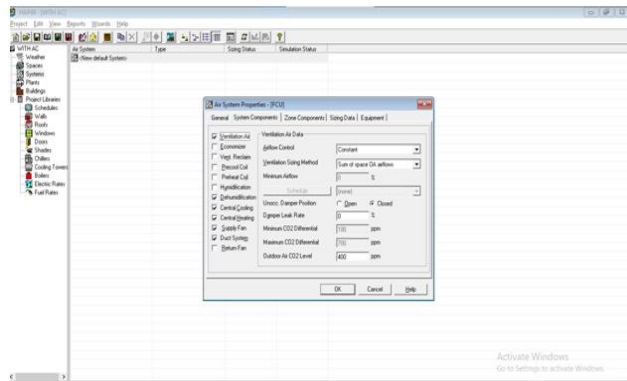 HAP49 - [WITH AC]
Project Edit View Reports Wizards Help
WITH AC
Weather
Spaces
Systems
Plants
Buildings
Project Libraries
Schedules
Walls
Roofs
Windows
Doors
Shades
Chillers
Cooling Towers
Boilers
Electric Rates
Fuel Rates
Air System Type Sizing Status Simulation Status
<New default System>
Air System Properties - [FCU]
General System Components Zone Components Sizing Data Equipment
Ventilation Air
Economizer
Vent. Reclaim
Precool Coil
Preheat Coil
Humidification
Dehumidification
Central Cooling
Central Heating
Supply Fan
Duct System
Return Fan
Ventilation Air Data
Airflow Control Constant
Ventilation Sizing Method Sum of space OA airflows
Minimum Airflow 0 %
Schedule (none)
Unocc. Damper Position Open Closed
Damper Leak Rate 0 %
Minimum CO2 Differential 100 ppm
Maximum CO2 Differential 700 ppm
Outdoor Air CO2 Level 400 ppm
OK Cancel Help
Activate Windows
Go to Settings to activate Windows.